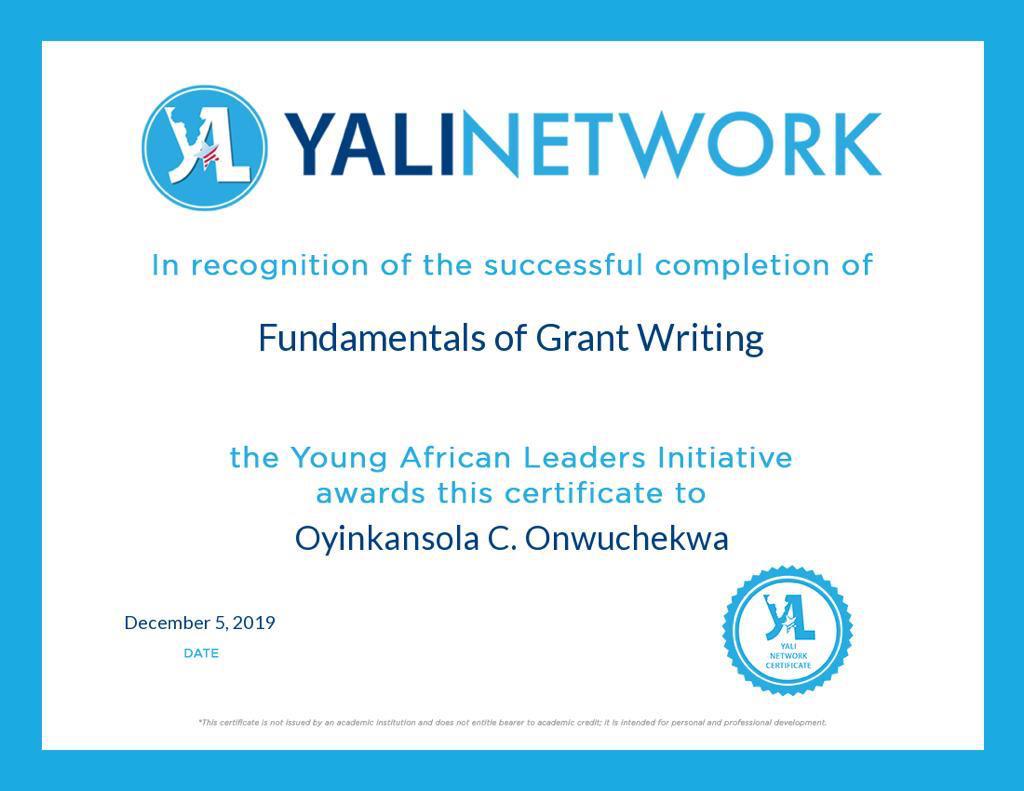 YALINETWORK
In recognition of the successful completion of
Fundamentals of Grant Writing
the Young African Leaders Initiative
awards this certificate to
Oyinkansola C. Onwuchekwa
December 5, 2019
DATE
YALI
NETWORK
CERTIFICATE
*This certificate is not issued by an academic institution and does not entitle bearer to academic credit; it is intended for personal and professional development.